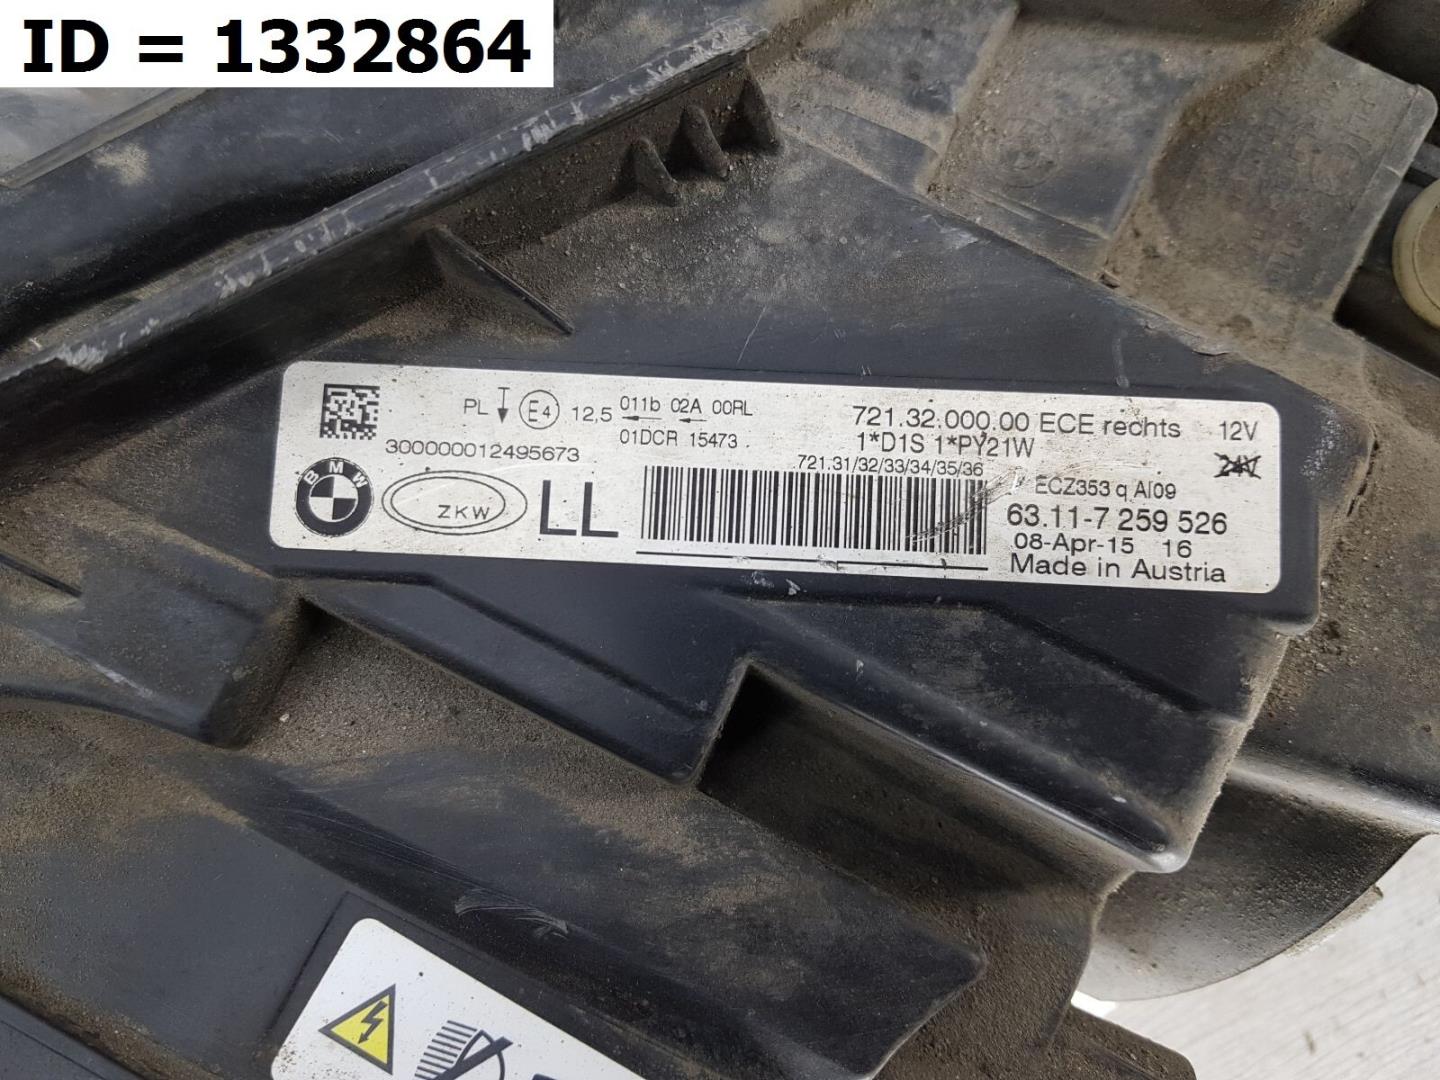 ID = 1332864
PL E4 12,5 011b 02A 00RL
01DCR 15473
300000012495673
BMW
ZKW
LL
721.32.000.00 ECE rechts 12V
1*D1S 1*PY21W 24V
721.31/32/33/34/35/36
ECZ353 q AI09
63.11-7 259 526
08-Apr-15 16
Made in Austria